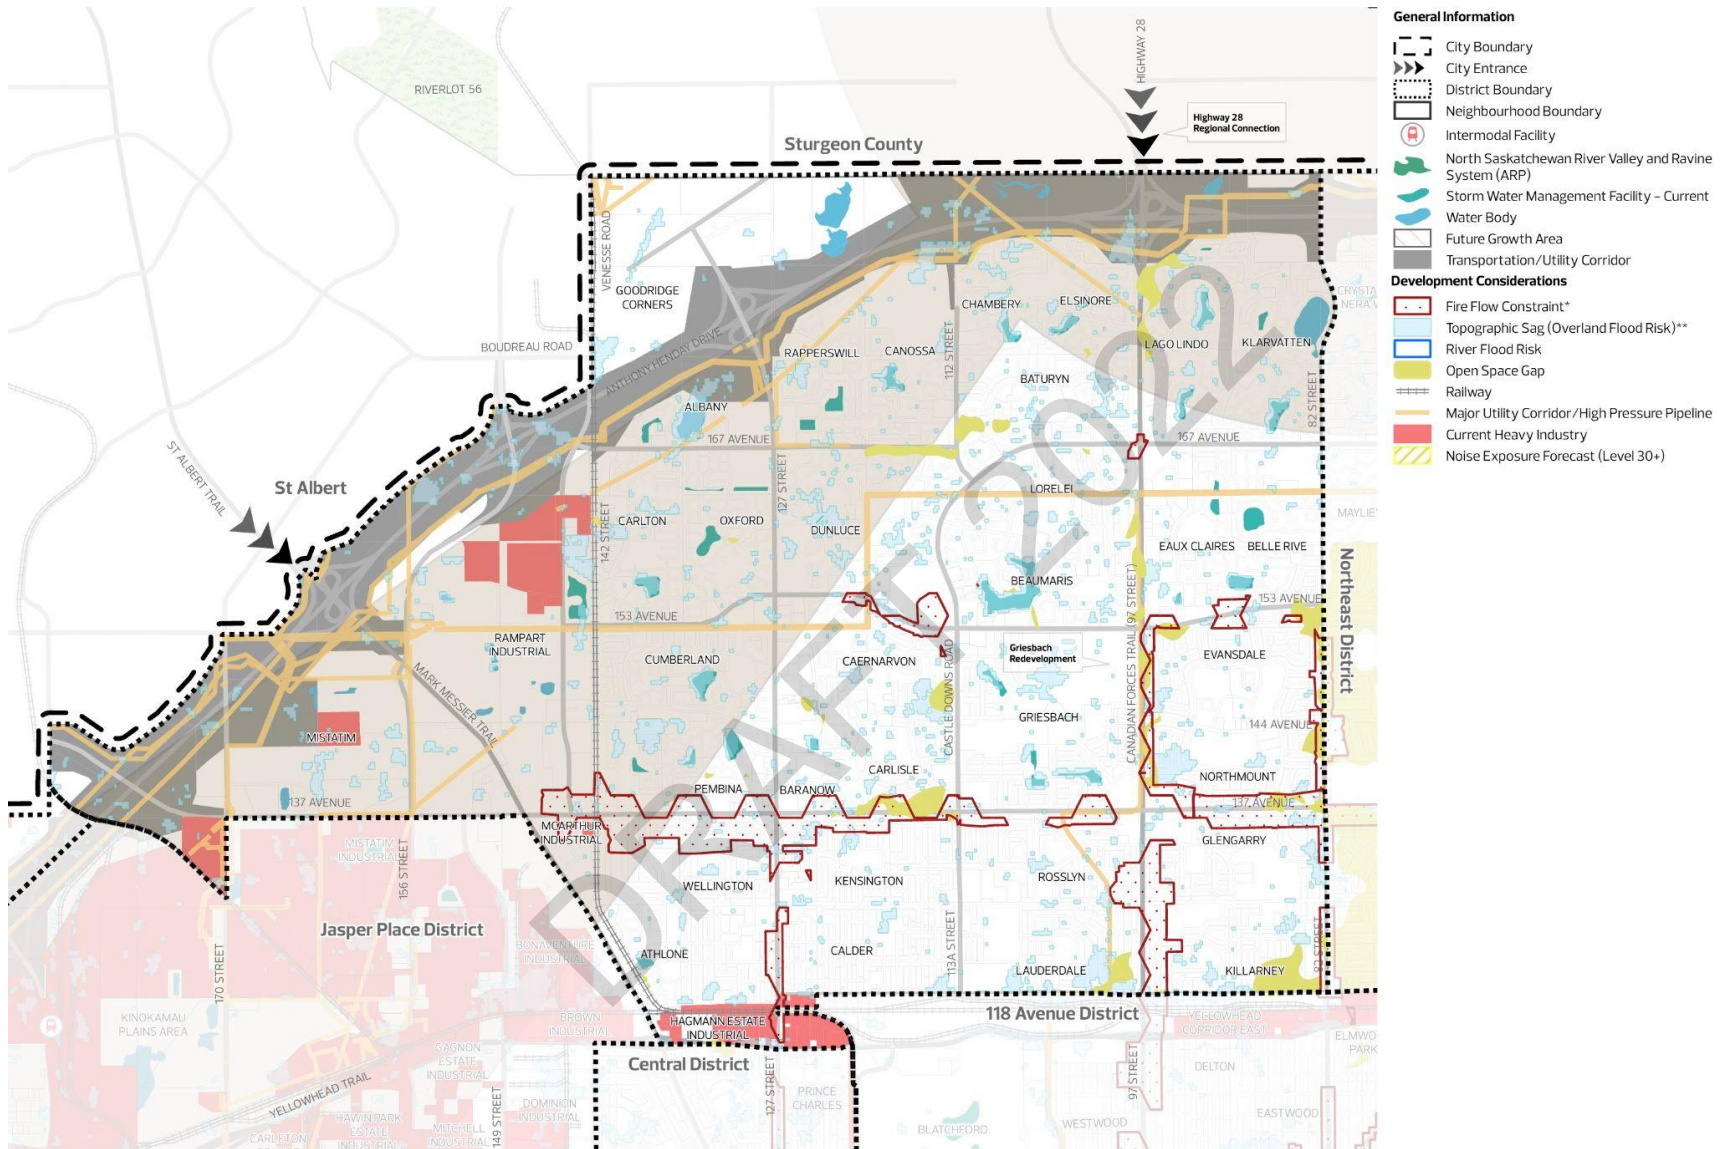 General Information
City Boundary
City Entrance
District Boundary
Neighbourhood Boundary
Intermodal Facility
North Saskatchewan River Valley and Ravine
System (ARP)
Storm Water Management Facility – Current
Water Body
Future Growth Area
Transportation/Utility Corridor
Development Considerations
Fire Flow Constraint*
Topographic Sag (Overland Flood Risk)**
River Flood Risk
Open Space Gap
Railway
Major Utility Corridor/High Pressure Pipeline
Current Heavy Industry
Noise Exposure Forecast (Level 30+)
HIGHWAY 28
RIVERLOT 56
Highway 28
Regional Connection
Sturgeon County
VENESSE ROAD
GOODRIDGE
CORNERS
CHAMBERY
ELSINORE
BOUDREAU ROAD
ANTHONY HENDAY DRIVE
RAPPERSWILL
CANOSSA
112 STREET
LAGO LINDO
KLARVATTEN
BATURYN
82 STREET
ALBANY
167 AVENUE
167 AVENUE
ST ALBERT TRAIL
St Albert
127 STREET
LORELEI
142 STREET
CARLTON
OXFORD
DUNLUCE
EAUX CLAIRES
BELLE RIVE
BEAUMARIS
153 AVENUE
153 AVENUE
Northeast District
RAMPART
INDUSTRIAL
CUMBERLAND
CAERNARVON
Griesbach
Redevelopment
EVANSDALE
MARK MESSIER TRAIL
CASTLE DOWNS ROAD
CANADIAN FORCES TRAIL (97 STREET)
GRIESBACH
144 AVENUE
MISTATIM
CARLISLE
NORTHMOUNT
PEMBINA
BARANOW
137 AVENUE
137 AVENUE
MCARTHUR
INDUSTRIAL
GLENGARRY
MISTATIM
INDUSTRIAL
156 STREET
WELLINGTON
KENSINGTON
ROSSLYN
Jasper Place District
BONAVENTURE
INDUSTRIAL
ATHLONE
CALDER
113A STREET
LAUDERDALE
KILLARNEY
82 STREET
170 STREET
KINOKAMAU
PLAINS AREA
BROWN
INDUSTRIAL
HAGMANN ESTATE
INDUSTRIAL
118 Avenue District
YELLOWHEAD
CORRIDOR EAST
ELMWO
PARK
GAGNON
ESTATE
INDUSTRIAL
Central District
DELTON
YELLOWHEAD TRAIL
149 STREET
DOMINION
INDUSTRIAL
127 STREET
PRINCE
CHARLES
97 STREET
HAWIN PARK
ESTATE
INDUSTRIAL
MITCHELL
INDUSTRIAL
CARLETON
BLATCHFORD
WESTWOOD
EASTWOOD
DRAFT 2022